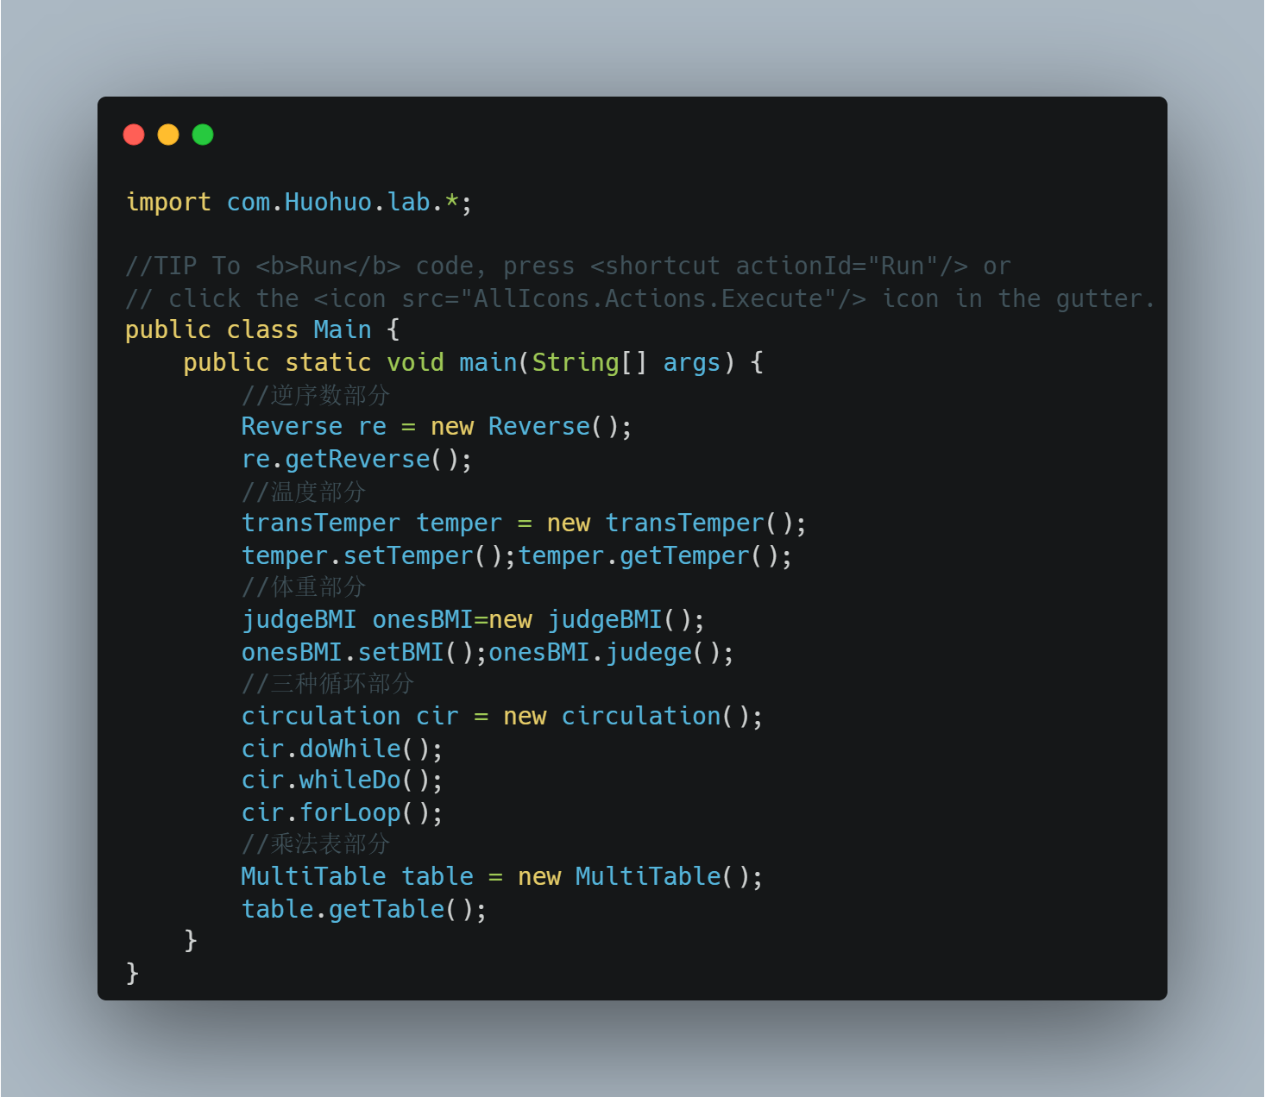 import com.Huohuo.lab.*;

//TIP To <b>Run</b> code, press <shortcut actionId="Run"/> or
// click the <icon src="AllIcons.Actions.Execute"/> icon in the gutter.
public class Main {
    public static void main(String[] args) {
        //逆序数部分
        Reverse re = new Reverse();
        re.getReverse();
        //温度部分
        transTemper temper = new transTemper();
        temper.setTemper();temper.getTemper();
        //体重部分
        judgeBMI onesBMI=new judgeBMI();
        onesBMI.setBMI();onesBMI.judege();
        //三种循环部分
        circulation cir = new circulation();
        cir.doWhile();
        cir.whileDo();
        cir.forLoop();
        //乘法表部分
        MultiTable table = new MultiTable();
        table.getTable();
    }
}